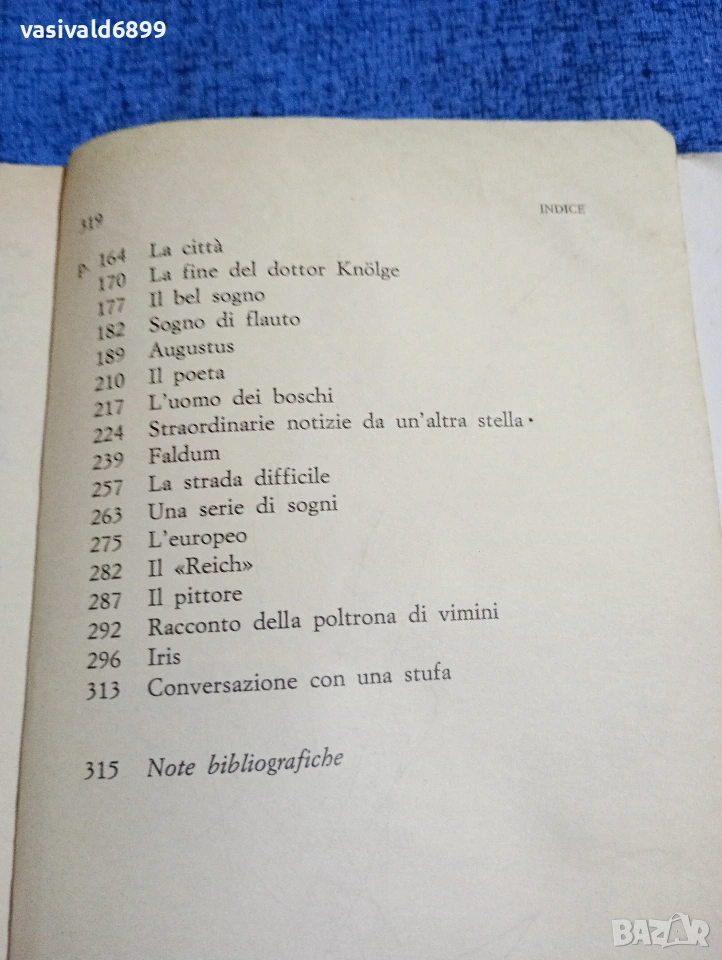 vasivald6899
319
INDICE
p. 164 La città
170 La fine del dottor Knölge
177 Il bel sogno
182 Sogno di flauto
189 Augustus
210 Il poeta
217 L'uomo dei boschi
224 Straordinarie notizie da un'altra stella
239 Faldum
257 La strada difficile
263 Una serie di sogni
275 L'europeo
282 Il «Reich»
287 Il pittore
292 Racconto della poltrona di vimini
296 Iris
313 Conversazione con una stufa
315 Note bibliografiche
BAZAR